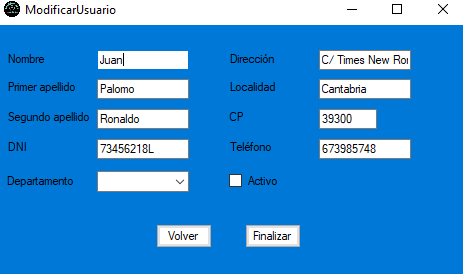 ModificarUsuario
Nombre Juan Dirección C/ Times New Ror
Primer apellido Palomo Localidad Cantabria
Segundo apellido Ronaldo CP 39300
DNI 73456218L Teléfono 673985748
Departamento Activo
Volver Finalizar